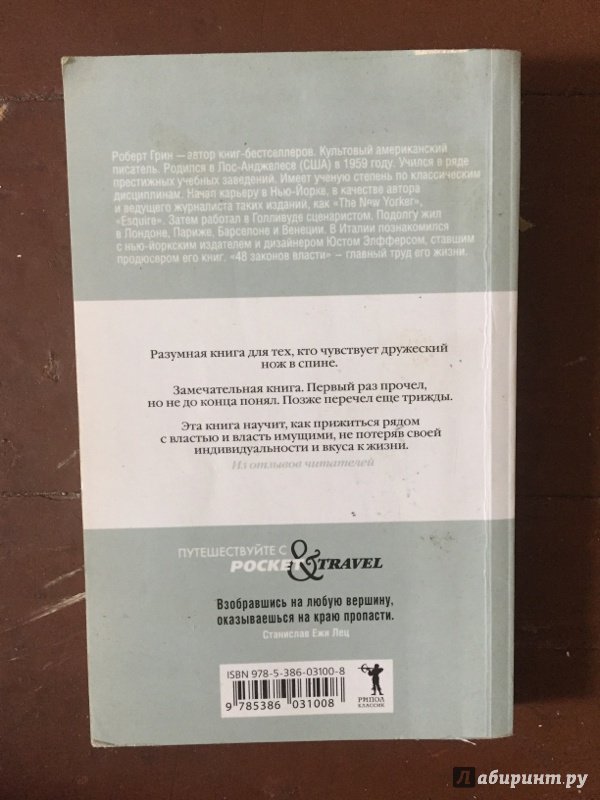 Роберт Грин — автор книг-бестселлеров. Культовый американский
писатель. Родился в Лос-Анджелесе (США) в 1959 году. Учился в ряде
престижных учебных заведений. Имеет ученую степень по классическим
дисциплинам. Начал карьеру в Нью-Йорке, в качестве автора
и ведущего журналиста таких изданий, как «The New Yorker»,
«Esquire». Затем работал в Голливуде сценаристом. Подолгу жил
в Лондоне, Париже, Барселоне и Венеции. В Италии познакомился
с нью-йоркским издателем и дизайнером Юстом Элфферсом, ставшим
продюсером его книг. «48 законов власти» – главный труд его жизни.
Разумная книга для тех, кто чувствует дружеский
нож в спине.
Замечательная книга. Первый раз прочел,
но не до конца понял. Позже перечел еще трижды.
Эта книга научит, как прижиться рядом
с властью и власть имущими, не потеряв своей
индивидуальности и вкуса к жизни.
Из отзывов читателей
ПУТЕШЕСТВУЙТЕ С
POCKET&TRAVEL
Взобравшись на любую вершину,
оказываешься на краю пропасти.
Станислав Ежи Лец
ISBN 978-5-386-03100-8
9 785386 031008
РИПОЛ
КЛАССИК
Лабиринт.ру